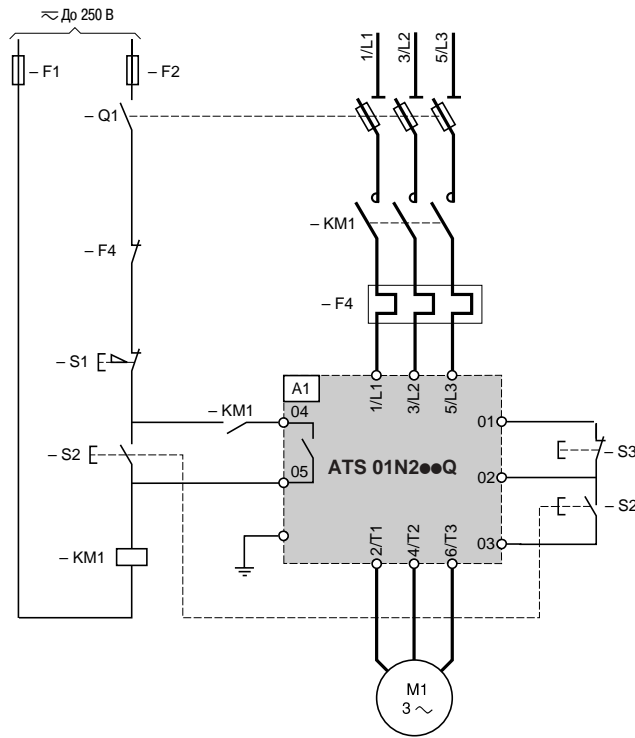 До 250 В
– F1
– F2
1/L1
3/L2
5/L3
– Q1
– KM1
– F4
– F4
– S1
A1
1/L1
3/L2
5/L3
– KM1
04
01
– S3
– S2
05
ATS 01N2●●Q
02
– S2
03
– KM1
2/T1
4/T2
6/T3
M1
3 ~